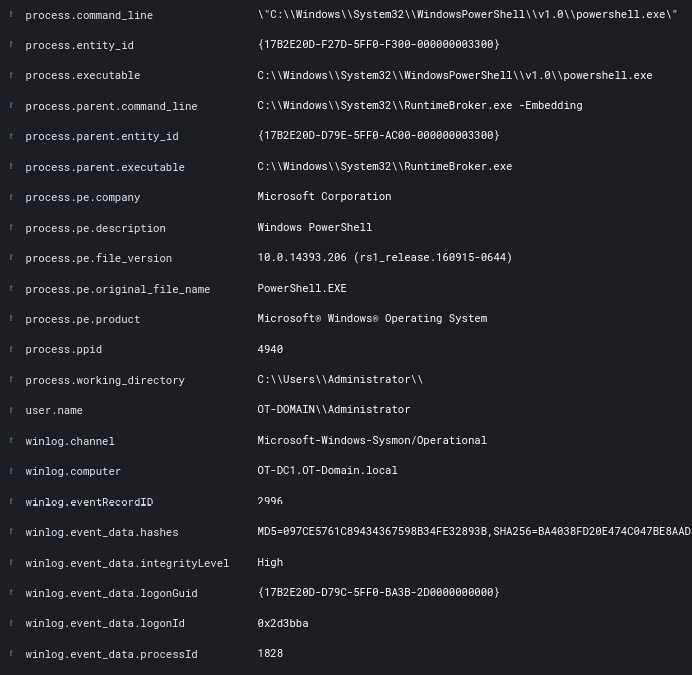 t process.command_line \"C:\\Windows\\System32\\WindowsPowerShell\\v1.0\\powershell.exe\"
t process.entity_id {17B2E20D-F27D-5FF0-F300-000000003300}
t process.executable C:\\Windows\\System32\\WindowsPowerShell\\v1.0\\powershell.exe
t process.parent.command_line C:\\Windows\\System32\\RuntimeBroker.exe -Embedding
t process.parent.entity_id {17B2E20D-D79E-5FF0-AC00-000000003300}
t process.parent.executable C:\\Windows\\System32\\RuntimeBroker.exe
t process.pe.company Microsoft Corporation
t process.pe.description Windows PowerShell
t process.pe.file_version 10.0.14393.206 (rs1_release.160915-0644)
t process.pe.original_file_name PowerShell.EXE
t process.pe.product Microsoft® Windows® Operating System
t process.ppid 4940
t process.working_directory C:\\Users\\Administrator\\
t user.name OT-DOMAIN\\Administrator
t winlog.channel Microsoft-Windows-Sysmon/Operational
t winlog.computer OT-DC1.OT-Domain.local
t winlog.eventRecordID 2996
t winlog.event_data.hashes MD5=097CE5761C89434367598B34FE32893B,SHA256=BA4038FD20E474C047BE8AAD
t winlog.event_data.integrityLevel High
t winlog.event_data.logonGuid {17B2E20D-D79C-5FF0-BA3B-2D0000000000}
t winlog.event_data.logonId 0x2d3bba
t winlog.event_data.processId 1828